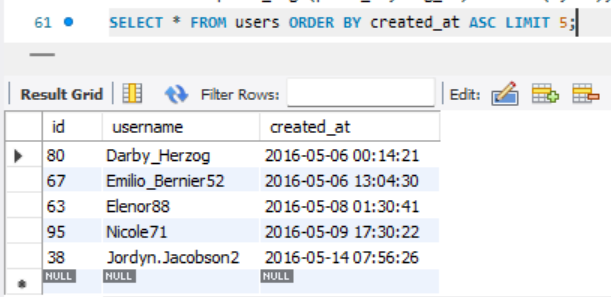 61 SELECT * FROM users ORDER BY created_at ASC LIMIT 5;
Result Grid Filter Rows: Edit:
id username created_at
80 Darby_Herzog 2016-05-06 00:14:21
67 Emilio_Bernier52 2016-05-06 13:04:30
63 Elenor88 2016-05-08 01:30:41
95 Nicole71 2016-05-09 17:30:22
38 Jordyn.Jacobson2 2016-05-14 07:56:26
NULL NULL NULL